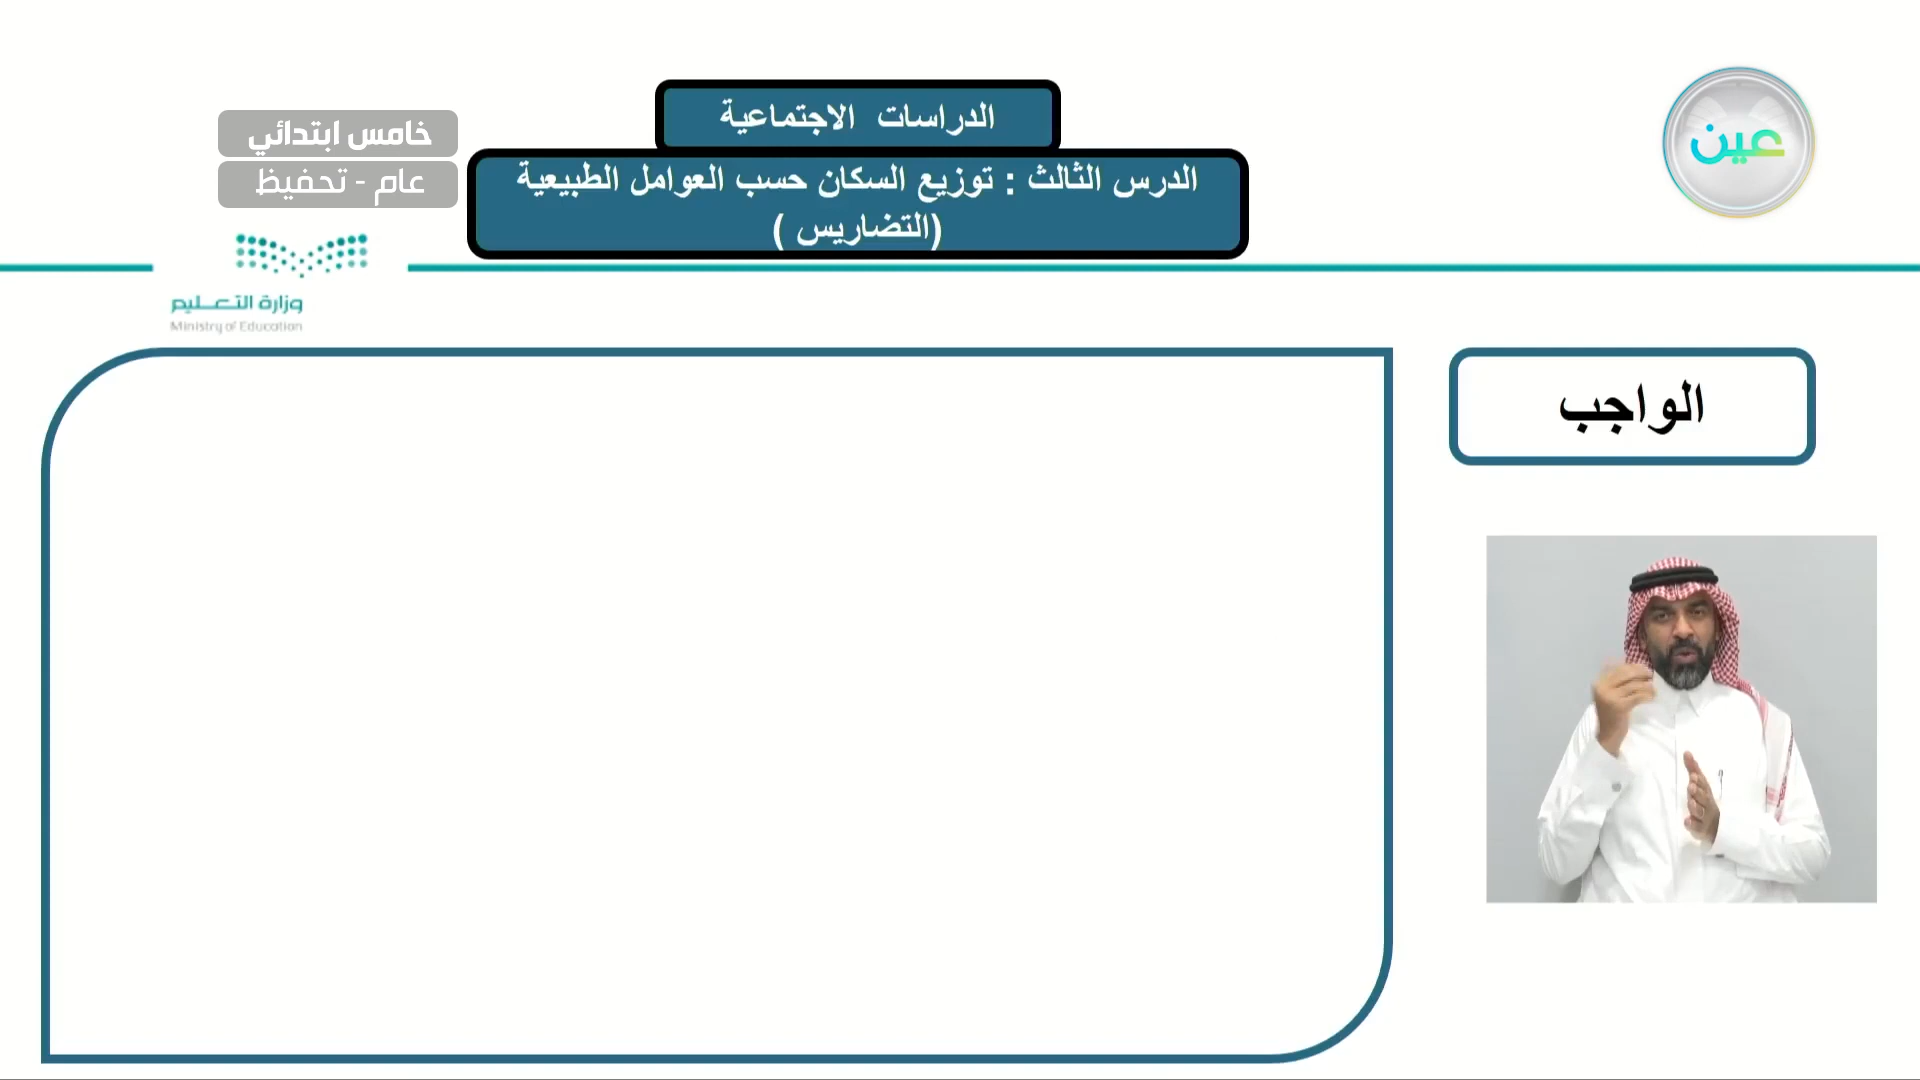 الدراسات الاجتماعية
الدرس الثالث : توزيع السكان حسب العوامل الطبيعية
(التضاريس )
خامس ابتدائي
عام - تحفيظ
عين
وزارة التعليم
Ministry of Education
الواجب